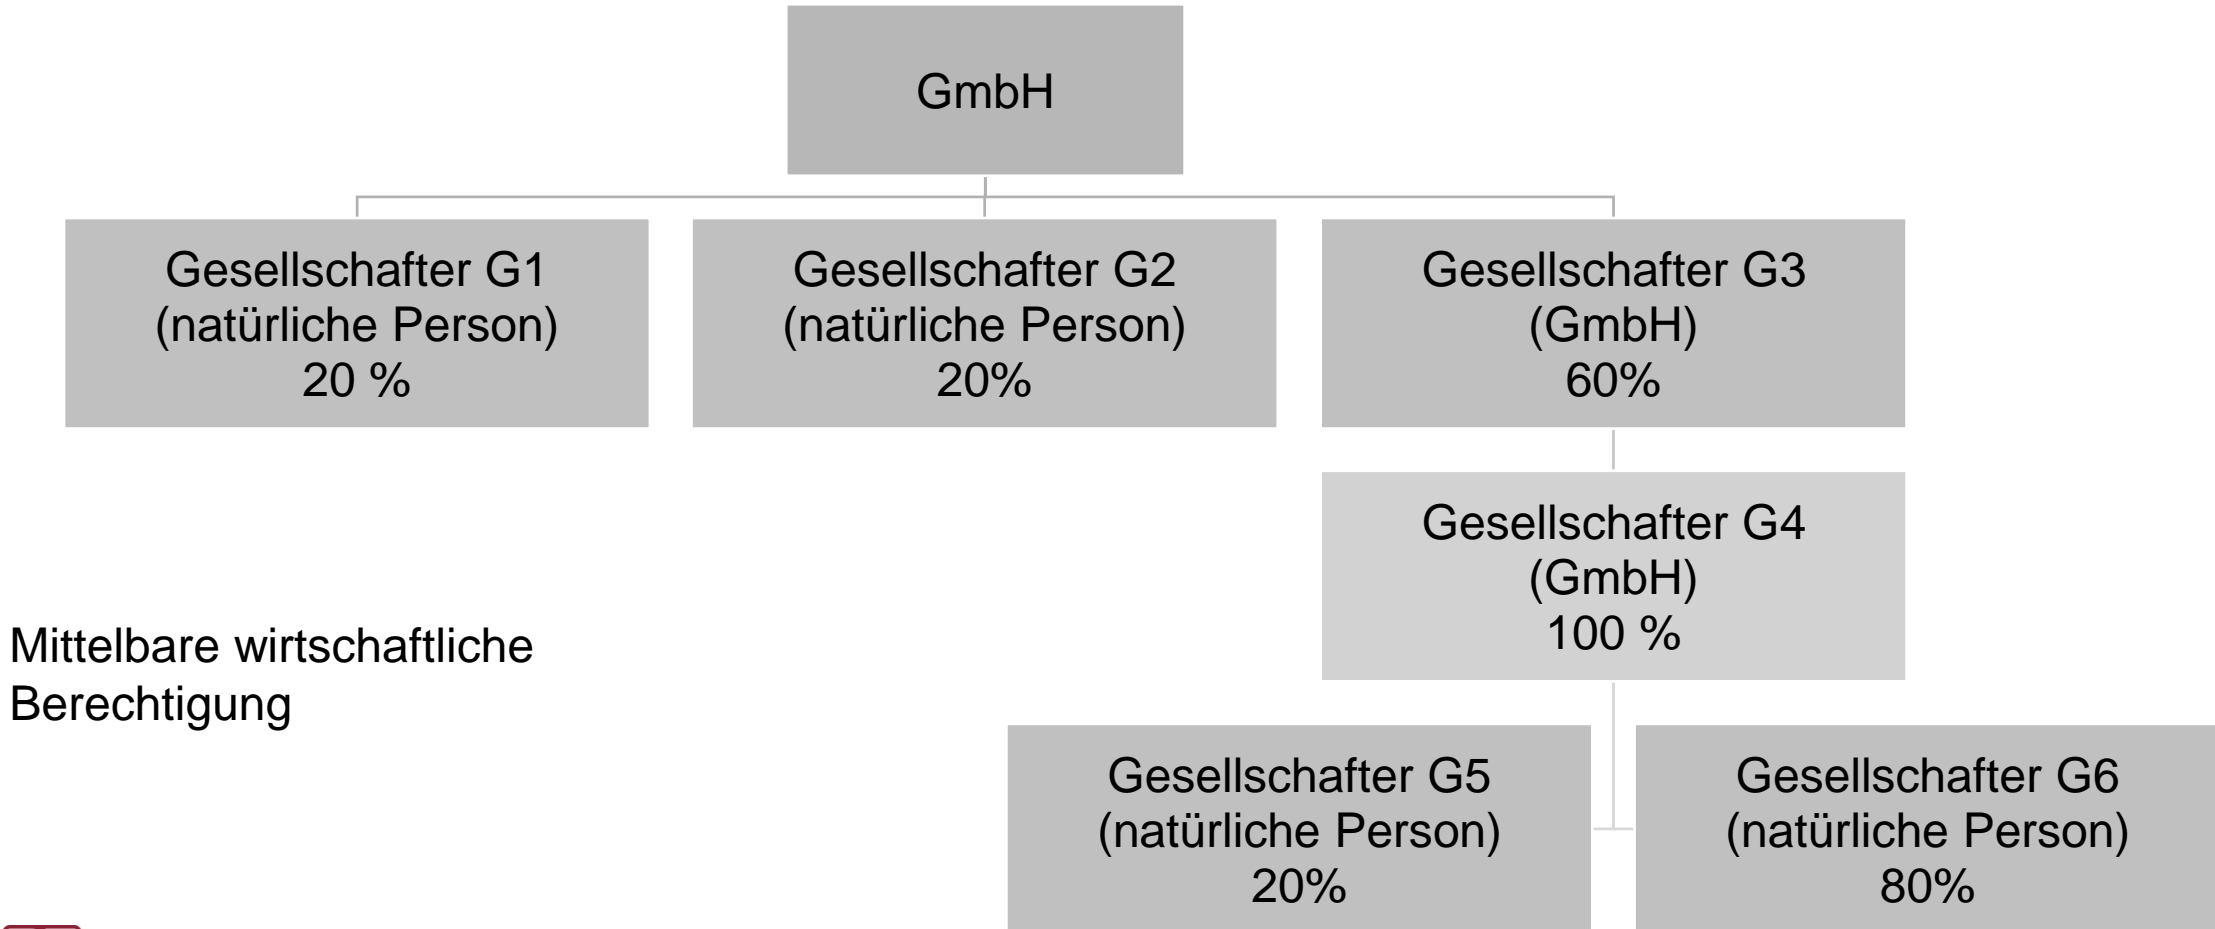 GmbH
Gesellschafter G1
(natürliche Person)
20 %
Gesellschafter G2
(natürliche Person)
20%
Gesellschafter G3
(GmbH)
60%
Gesellschafter G4
(GmbH)
100 %
Mittelbare wirtschaftliche
Berechtigung
Gesellschafter G5
(natürliche Person)
20%
Gesellschafter G6
(natürliche Person)
80%